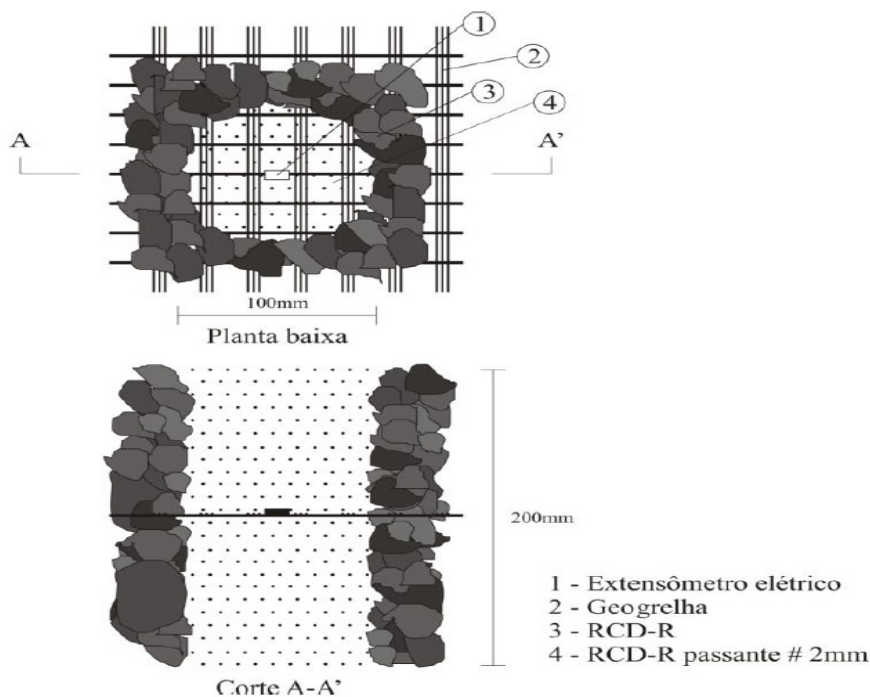 1
2
3
4
A
A'
100mm
Planta baixa
200mm
1 - Extensômetro elétrico
2 - Geogrelha
3 - RCD-R
4 - RCD-R passante # 2mm
Corte A-A'